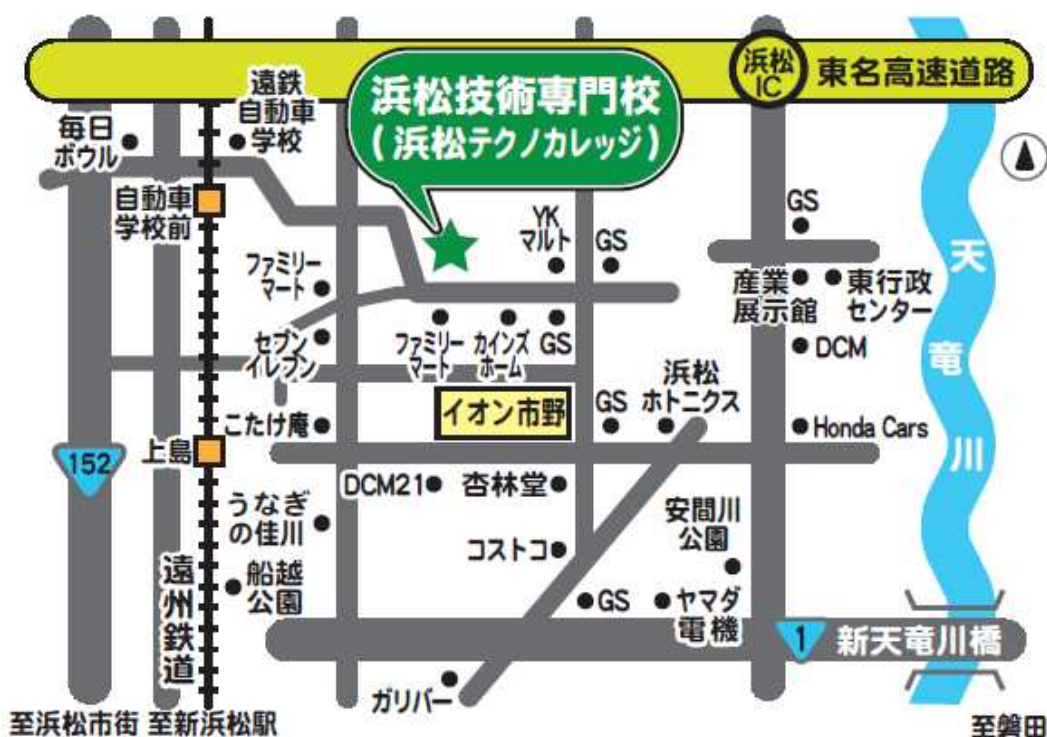 浜松
IC
東名高速道路
浜松技術専門校
(浜松テクノカレッジ)
遠鉄
自動車
学校
毎日
ボウル
自動車
学校前
YK
マルト
GS
GS
ファミリー
マート
産業
展示館
東行政
センター
天竜川
セブン
イレブン
ファミリー
マート
カインズ
ホーム
GS
DCM
浜松
ホトニクス
イオン市野
GS
こたけ庵
Honda Cars
上島
152
DCM21
杏林堂
うなぎ
の佳川
安間川
公園
コストコ
船越
公園
遠州鉄道
GS
ヤマダ
電機
1
新天竜川橋
ガリバー
至浜松市街
至新浜松駅
至磐田